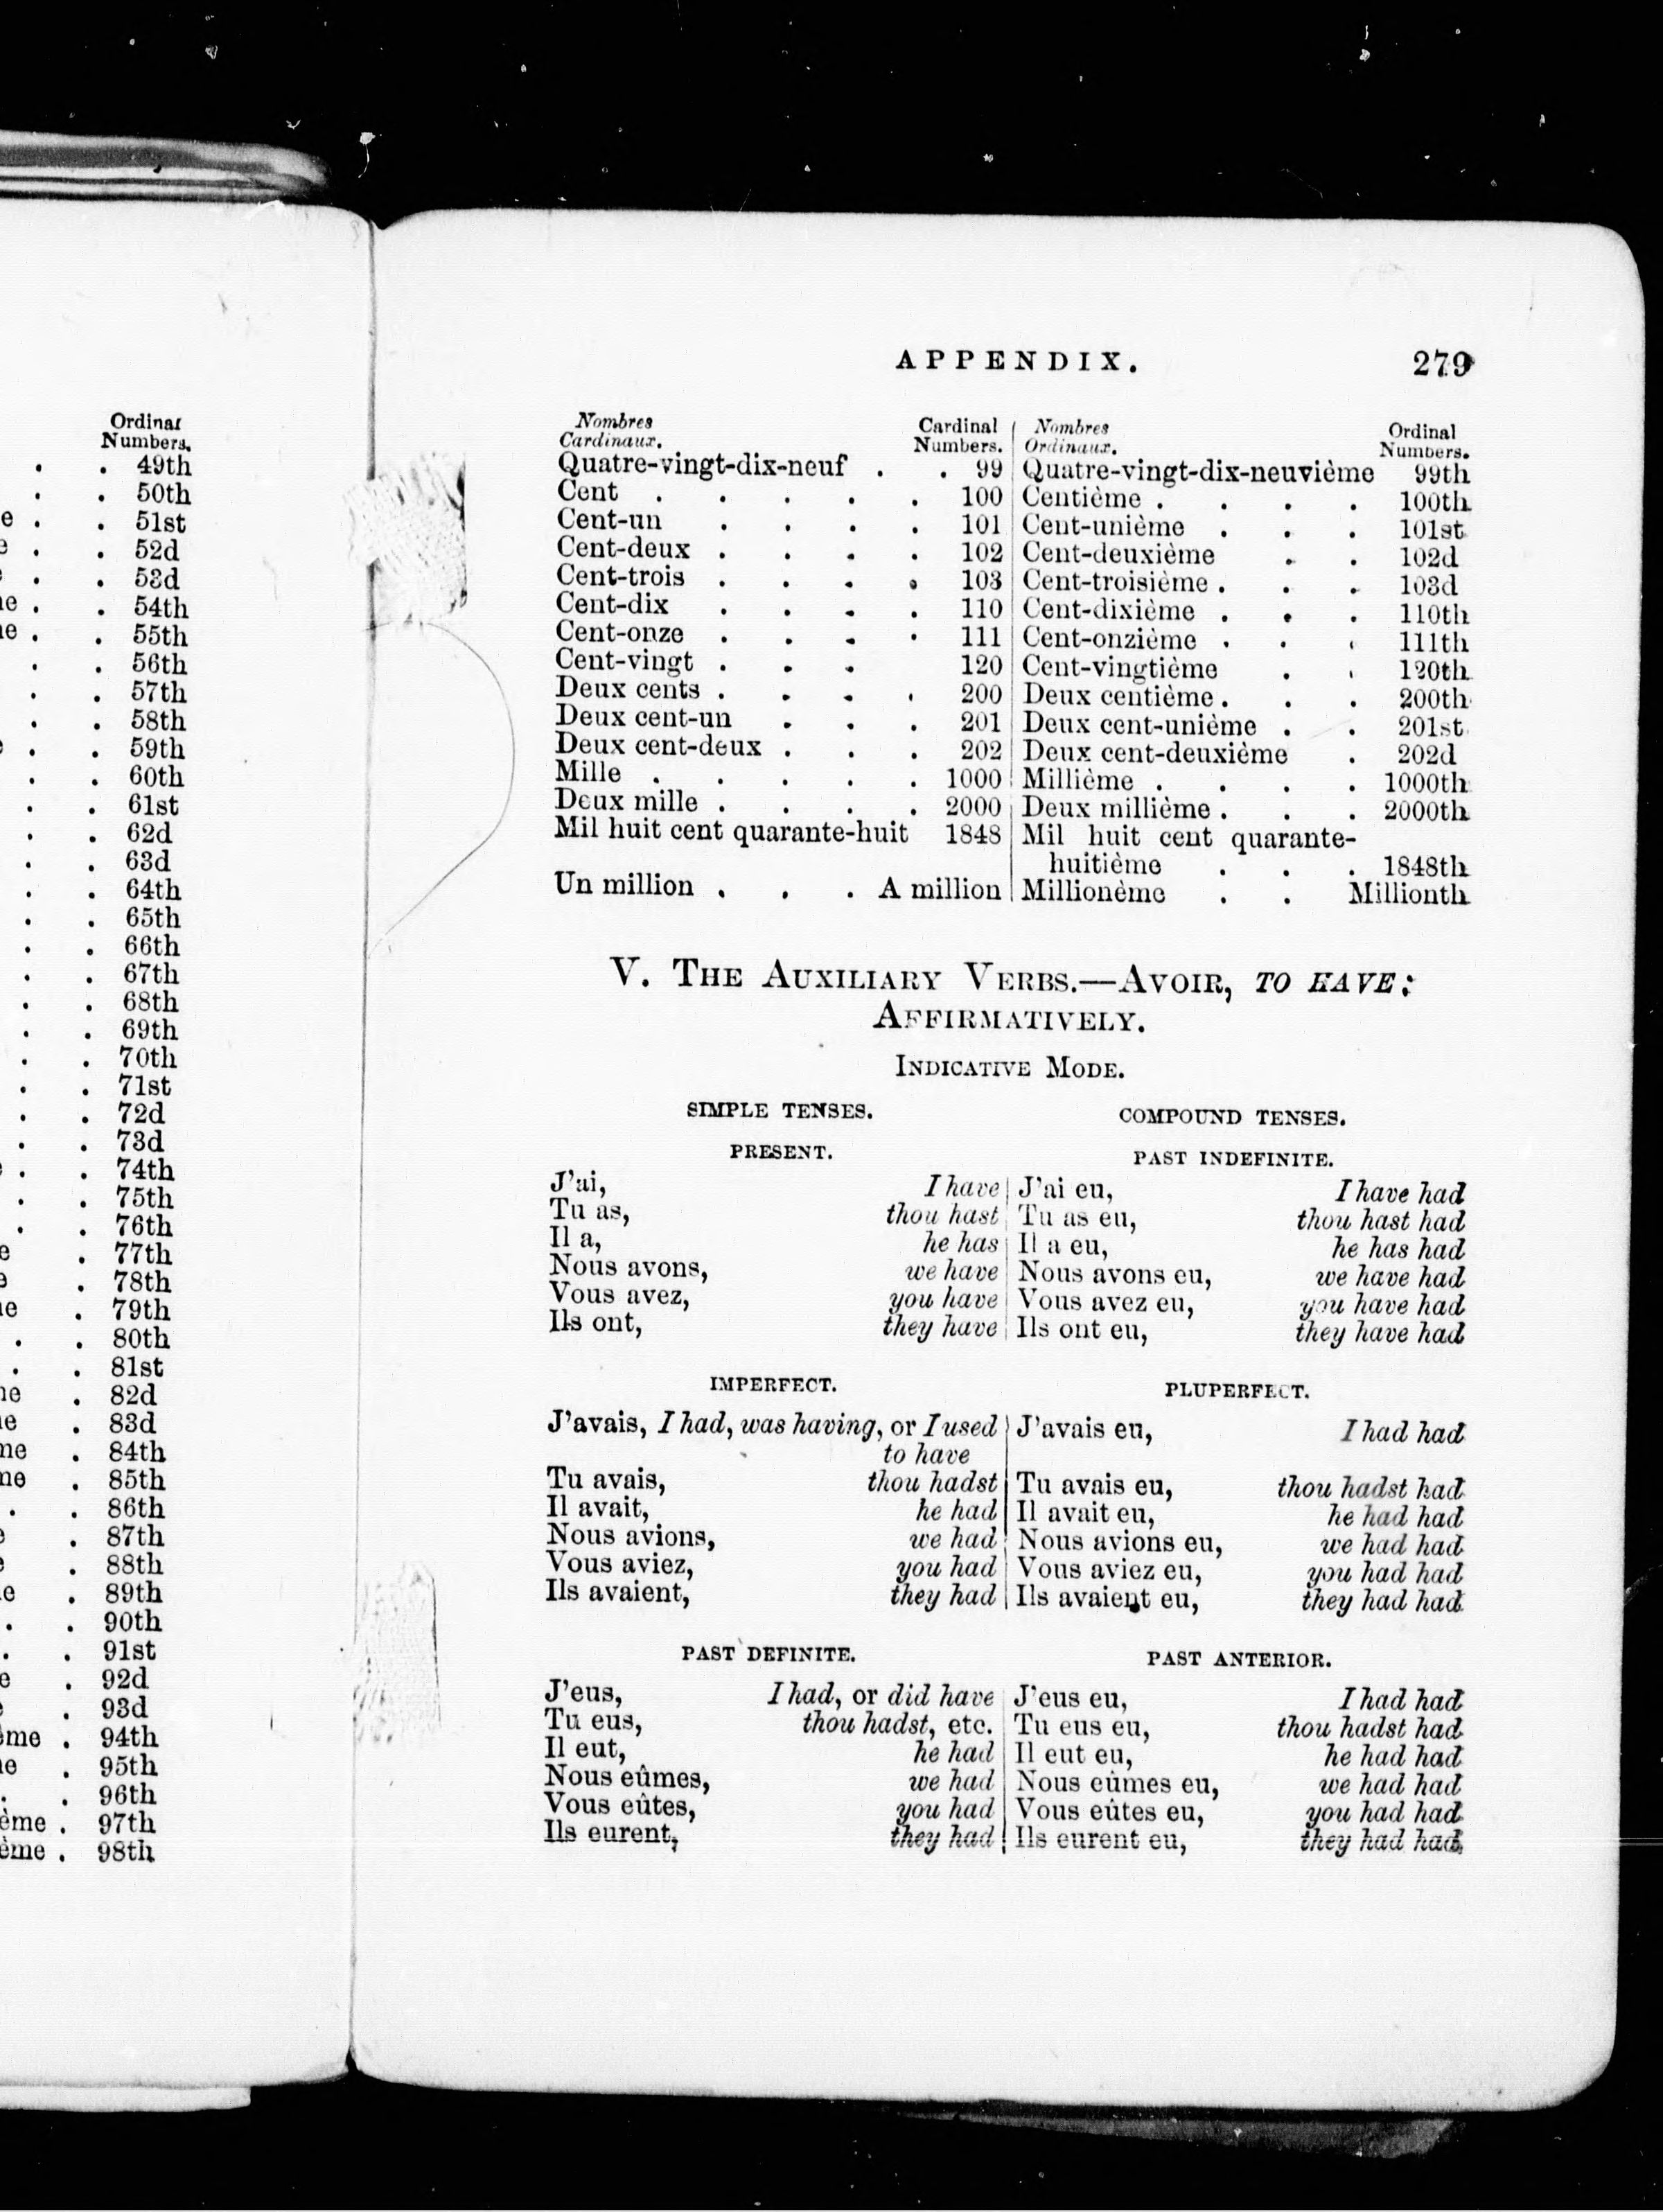 Ordinal
Numbers.
. . 49th
. . 50th
e . . 51st
e . . 52d
. . 53d
ne . . 54th
ne . . 55th
. . 56th
. . 57th
. . 58th
e . . 59th
. . 60th
. . 61st
. . 62d
. . 63d
. . 64th
. . 65th
. . 66th
. . 67th
. . 68th
. . 69th
. . 70th
. . 71st
. . 72d
. . 73d
e . . 74th
. . 75th
. . 76th
e . 77th
e . 78th
ne . 79th
. . 80th
. . 81st
ne . 82d
ne . 83d
me . 84th
me . 85th
. . 86th
e . 87th
e . 88th
ne . 89th
. . 90th
. . 91st
e . 92d
. 93d
ème . 94th
ne . 95th
. . 96th
ème . 97th
ème . 98th
APPENDIX. 279
Nombres Cardinal Nombres Ordinal
Cardinaux. Numbers. Ordinaux. Numbers.
Quatre-vingt-dix-neuf . . 99 Quatre-vingt-dix-neuvième 99th
Cent . . . . . 100 Centième . . . . 100th
Cent-un . . . . 101 Cent-unième . . . 101st
Cent-deux . . . . 102 Cent-deuxième . . 102d
Cent-trois . . . . 103 Cent-troisième . . . 103d
Cent-dix . . . . 110 Cent-dixième . . . 110th
Cent-onze . . . . 111 Cent-onzième . . . 111th
Cent-vingt . . . 120 Cent-vingtième . . 120th
Deux cents . . . . 200 Deux centième . . . 200th
Deux cent-un . . . 201 Deux cent-unième . . 201st
Deux cent-deux . . . 202 Deux cent-deuxième . 202d
Mille . . . . . 1000 Millième . . . . 1000th
Deux mille . . . . 2000 Deux millième . . . 2000th
Mil huit cent quarante-huit 1848 Mil huit cent quarante-
huitième . . . 1848th
Un million . . . A million Millionème . . Millionth
V. THE AUXILIARY VERBS.—AVOIR, TO HAVE:
AFFIRMATIVELY.
INDICATIVE MODE.
SIMPLE TENSES. COMPOUND TENSES.
PRESENT. PAST INDEFINITE.
J'ai, I have J'ai eu, I have had
Tu as, thou hast Tu as eu, thou hast had
Il a, he has Il a eu, he has had
Nous avons, we have Nous avons eu, we have had
Vous avez, you have Vous avez eu, you have had
Ils ont, they have Ils ont eu, they have had
IMPERFECT. PLUPERFECT.
J'avais, I had, was having, or I used J'avais eu, I had had
to have
Tu avais, thou hadst Tu avais eu, thou hadst had
Il avait, he had Il avait eu, he had had
Nous avions, we had Nous avions eu, we had had
Vous aviez, you had Vous aviez eu, you had had
Ils avaient, they had Ils avaient eu, they had had
PAST DEFINITE. PAST ANTERIOR.
J'eus, I had, or did have J'eus eu, I had had
Tu eus, thou hadst, etc. Tu eus eu, thou hadst had
Il eut, he had Il eut eu, he had had
Nous eûmes, we had Nous eûmes eu, we had had
Vous eûtes, you had Vous eûtes eu, you had had
Ils eurent, they had Ils eurent eu, they had had